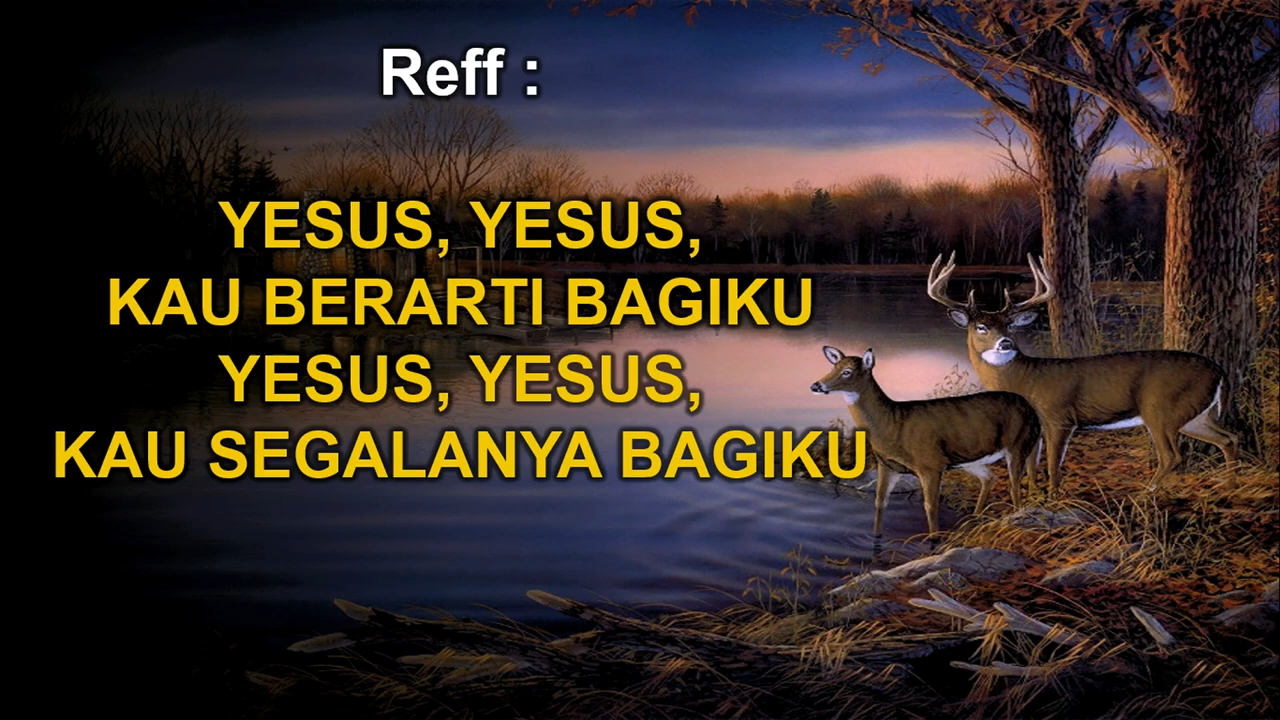 Reff :
YESUS, YESUS,
KAU BERARTI BAGIKU
YESUS, YESUS,
KAU SEGALANYA BAGIKU